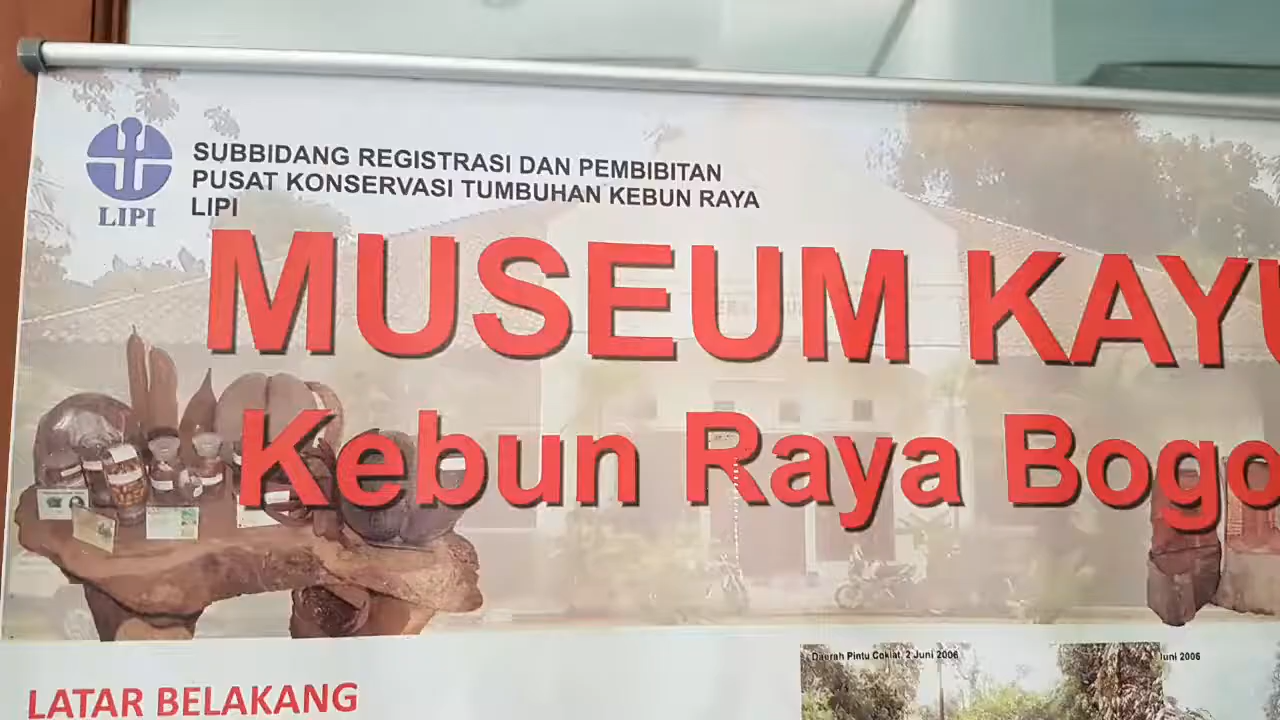 SUBBIDANG REGISTRASI DAN PEMBIBITAN
PUSAT KONSERVASI TUMBUHAN KEBUN RAYA
LIPI
LIPI
MUSEUM KAYU
Kebun Raya Bogo
Daerah Pintu Coklat, 2 Juni 2006
Juni 2006
LATAR BELAKANG